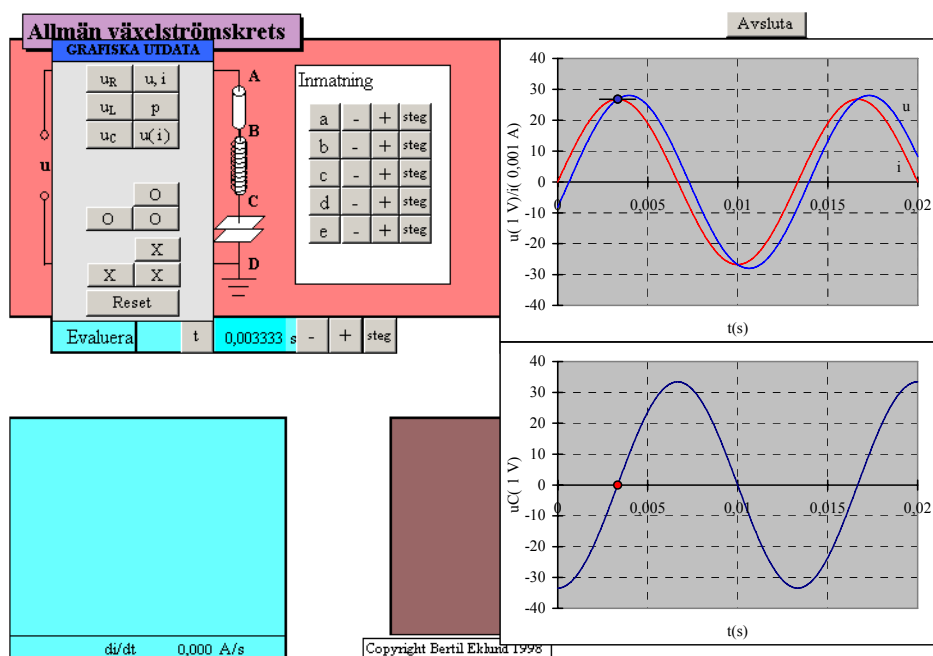 Allmän växelströmskrets
Avsluta
GRAFISKA UTDATA
uR u, i
uL p
uC u(i)
O
O O
X
X X
Reset
u
A
B
C
D
Inmatning
a - + steg
b - + steg
c - + steg
d - + steg
e - + steg
Evaluera t 0,003333 s - + steg
u( 1 V)/i( 0,001 A)
40
30
20
10
0
-10
-20
-30
-40
0 0,005 0,01 0,015 0,02
u
i
t(s)
uC( 1 V)
40
30
20
10
0
-10
-20
-30
-40
0 0,005 0,01 0,015 0,02
t(s)
di/dt 0,000 A/s
Copyright Bertil Eklund 1998